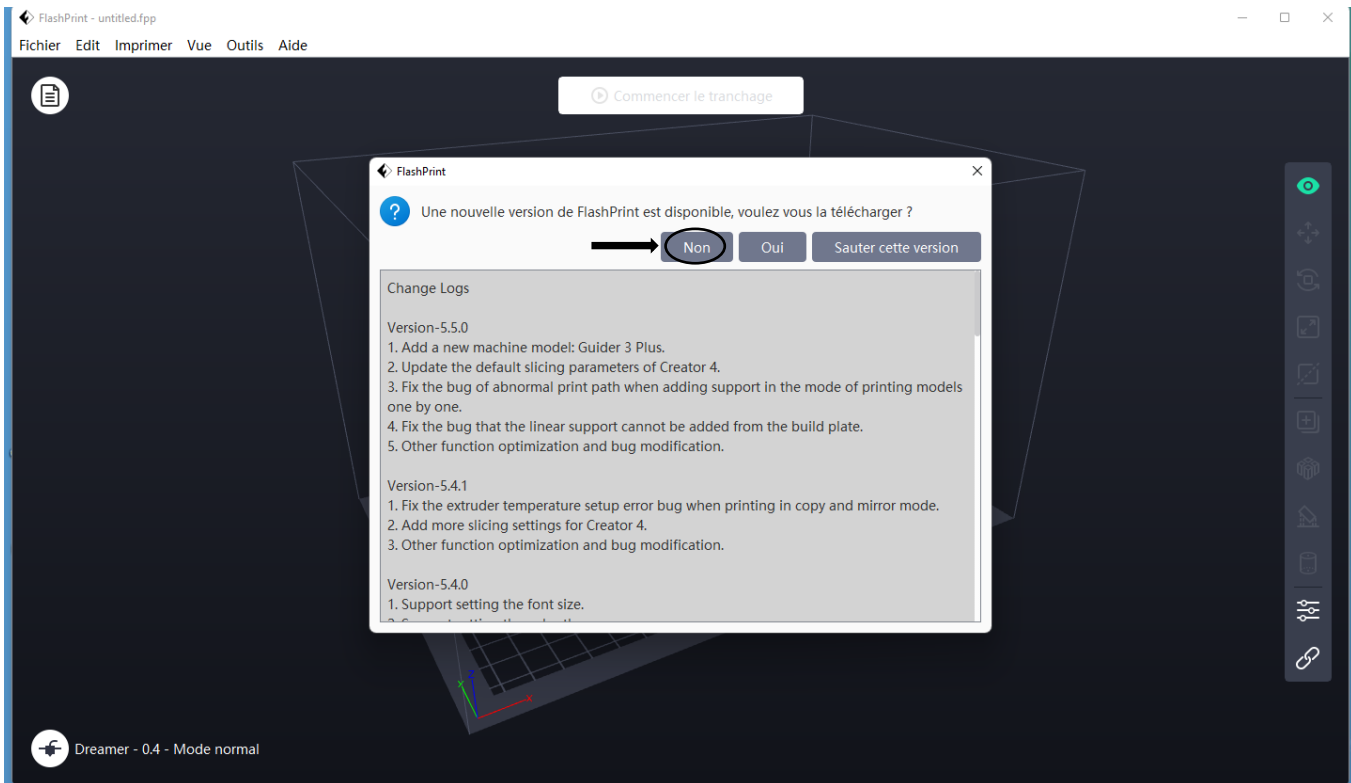 FlashPrint - untitled.fpp
Fichier Edit Imprimer Vue Outils Aide
Commencer le tranchage
FlashPrint
Une nouvelle version de FlashPrint est disponible, voulez vous la télécharger ?
Non Oui Sauter cette version
Change Logs
Version-5.5.0
1. Add a new machine model: Guider 3 Plus.
2. Update the default slicing parameters of Creator 4.
3. Fix the bug of abnormal print path when adding support in the mode of printing models
one by one.
4. Fix the bug that the linear support cannot be added from the build plate.
5. Other function optimization and bug modification.
Version-5.4.1
1. Fix the extruder temperature setup error bug when printing in copy and mirror mode.
2. Add more slicing settings for Creator 4.
3. Other function optimization and bug modification.
Version-5.4.0
1. Support setting the font size.
Z
X
x
Dreamer - 0.4 - Mode normal